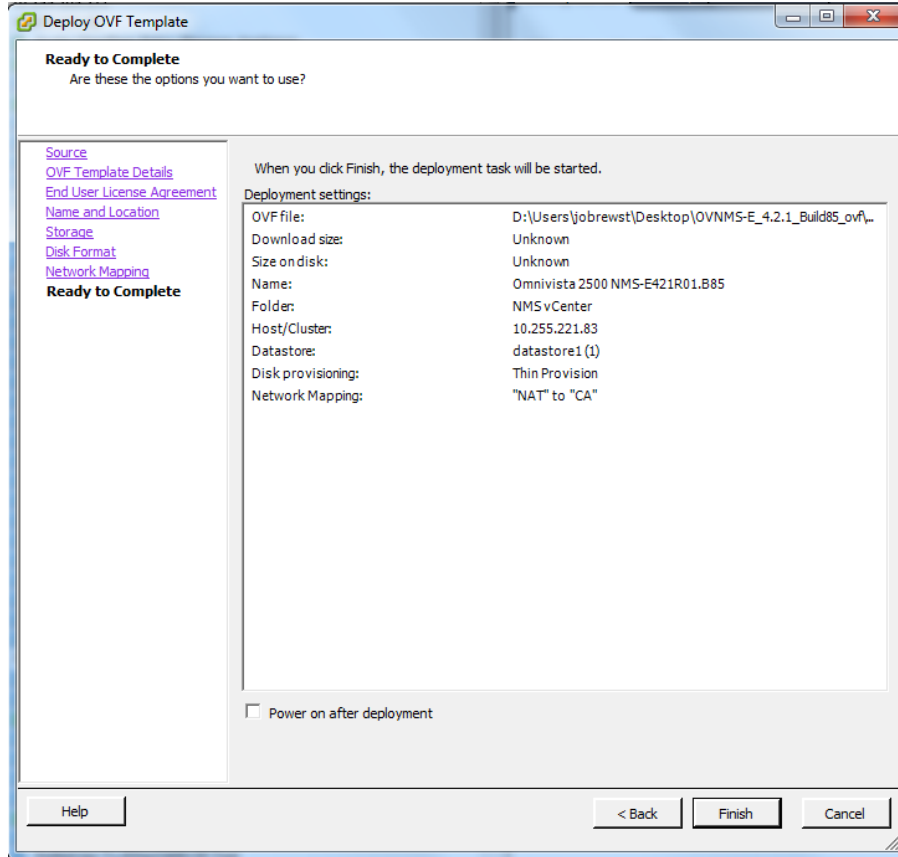 Deploy OVF Template
Ready to Complete
Are these the options you want to use?
Source
OVF Template Details
End User License Agreement
Name and Location
Storage
Disk Format
Network Mapping
Ready to Complete
When you click Finish, the deployment task will be started.
Deployment settings:
OVF file: D:\Users\jobrewst\Desktop\OVNMS-E_4.2.1_Build85_ovf\...
Download size: Unknown
Size on disk: Unknown
Name: Omnivista 2500 NMS-E421R01.B85
Folder: NMS vCenter
Host/Cluster: 10.255.221.83
Datastore: datastore1 (1)
Disk provisioning: Thin Provision
Network Mapping: "NAT" to "CA"
Power on after deployment
Help < Back Finish Cancel